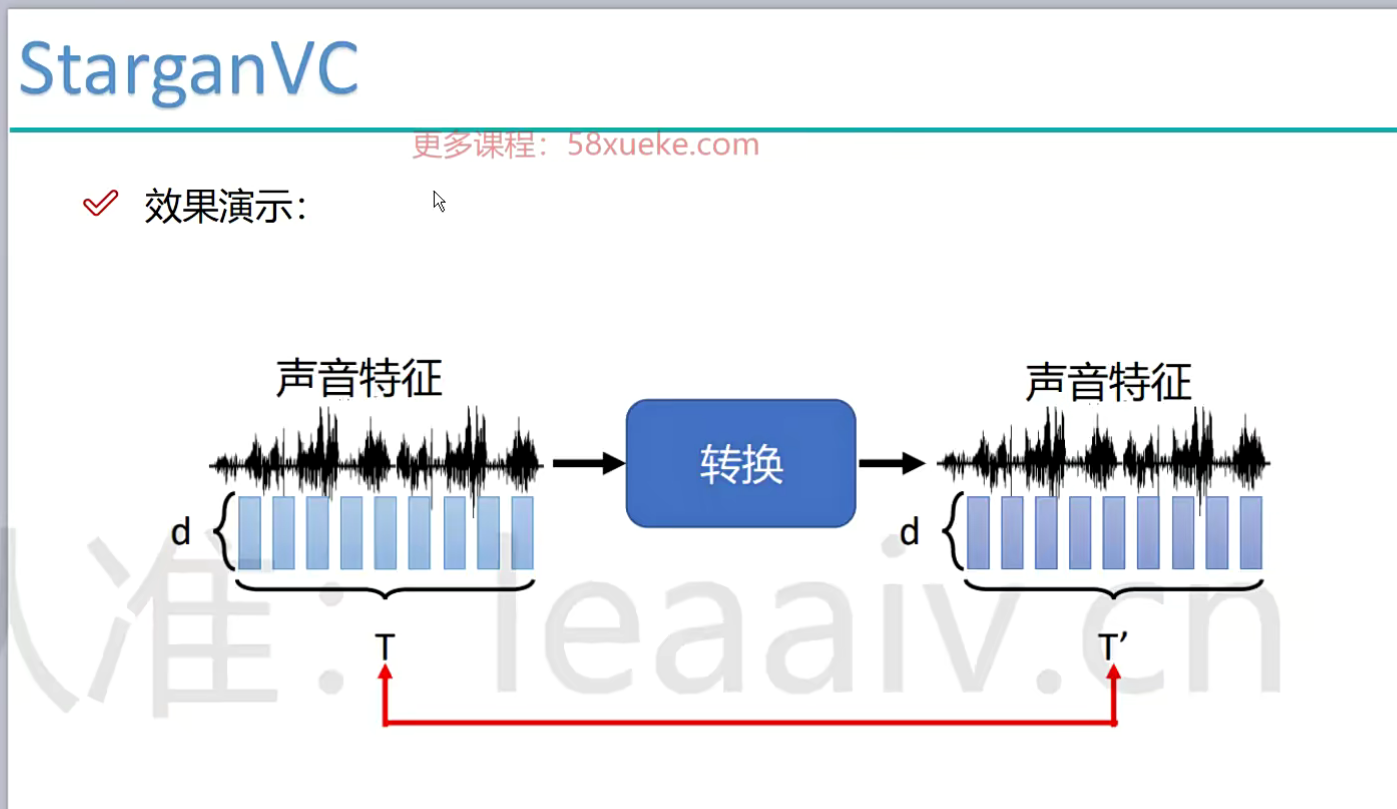 StarganVC
更多课程：58xueke.com
效果演示：
声音特征
声音特征
转换
d
d
T
T’
认准：leaaiv.cn